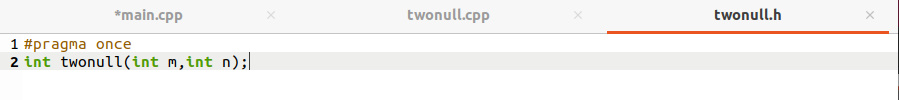 *main.cpp × twonull.cpp × twonull.h ×
1 #pragma once
2 int twonull(int m,int n);